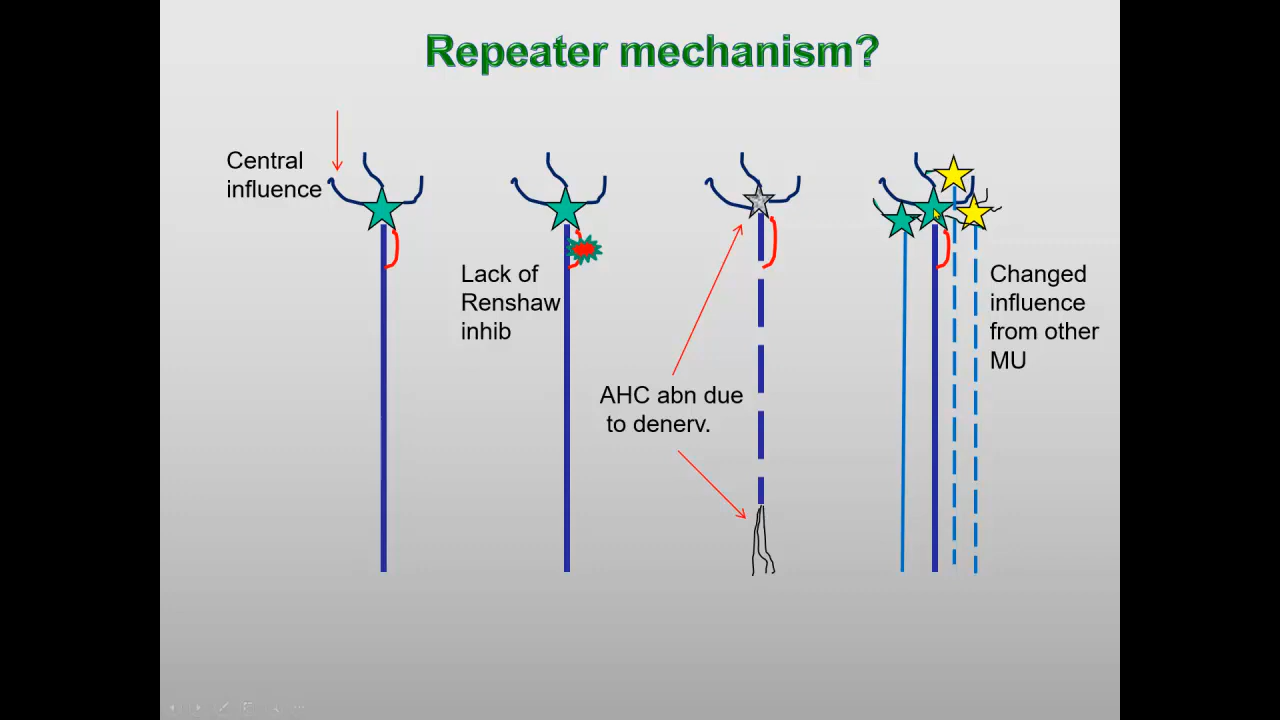 Repeater mechanism?
Central
influence
Lack of
Renshaw
inhib
AHC abn due
to denerv.
Changed
influence
from other
MU